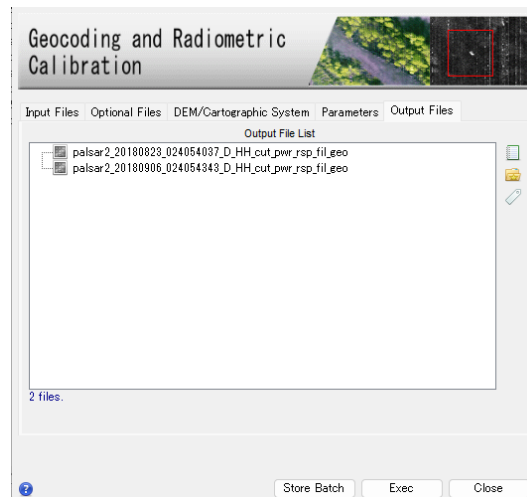 Geocoding and Radiometric
Calibration
Input Files Optional Files DEM/Cartographic System Parameters Output Files
Output File List
palsar2_20180823_024054037_D_HH_cut_pwr_rsp_fil_geo
palsar2_20180906_024054343_D_HH_cut_pwr_rsp_fil_geo
2 files.
Store Batch Exec Close